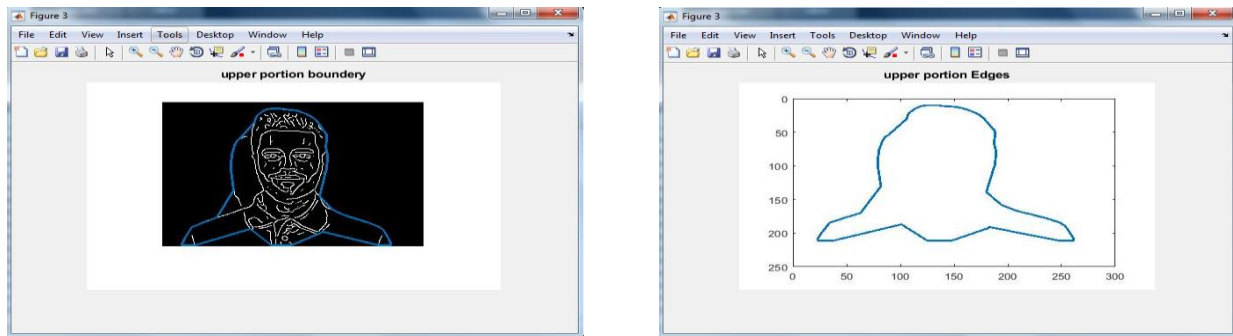 Figure 3
File Edit View Insert Tools Desktop Window Help
upper portion boundery
Figure 3
File Edit View Insert Tools Desktop Window Help
upper portion Edges
0
50
100
150
200
250
0 50 100 150 200 250 300